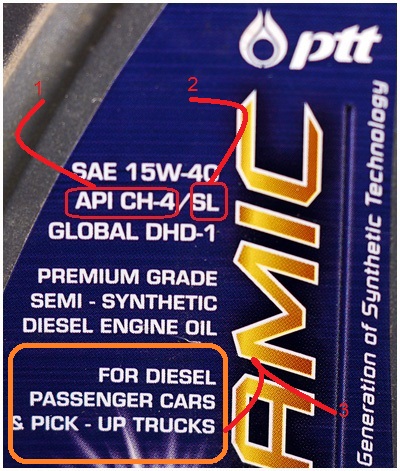 ptt
1
2
SAE 15W-40
API CH-4/SL
GLOBAL DHD-1
PREMIUM GRADE
SEMI - SYNTHETIC
DIESEL ENGINE OIL
FOR DIESEL
PASSENGER CARS
& PICK - UP TRUCKS
3
AMIC
Generation of Synthetic Technology